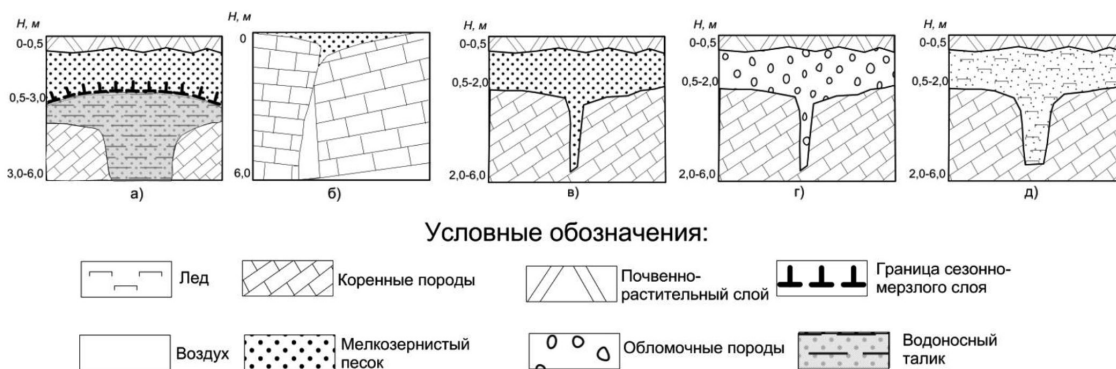 Н, м
0-0,5
0,5-3,0
3,0-6,0
а)
Н, м
0
6,0
б)
Н, м
0-0,5
0,5-2,0
2,0-6,0
в)
Н, м
0-0,5
0,5-2,0
2,0-6,0
г)
Н, м
0-0,5
0,5-2,0
2,0-6,0
д)
Условные обозначения:
Лед
Коренные породы
Почвенно-
растительный слой
Граница сезонно-
мерзлого слоя
Воздух
Мелкозернистый
песок
Обломочные породы
Водоносный
талик